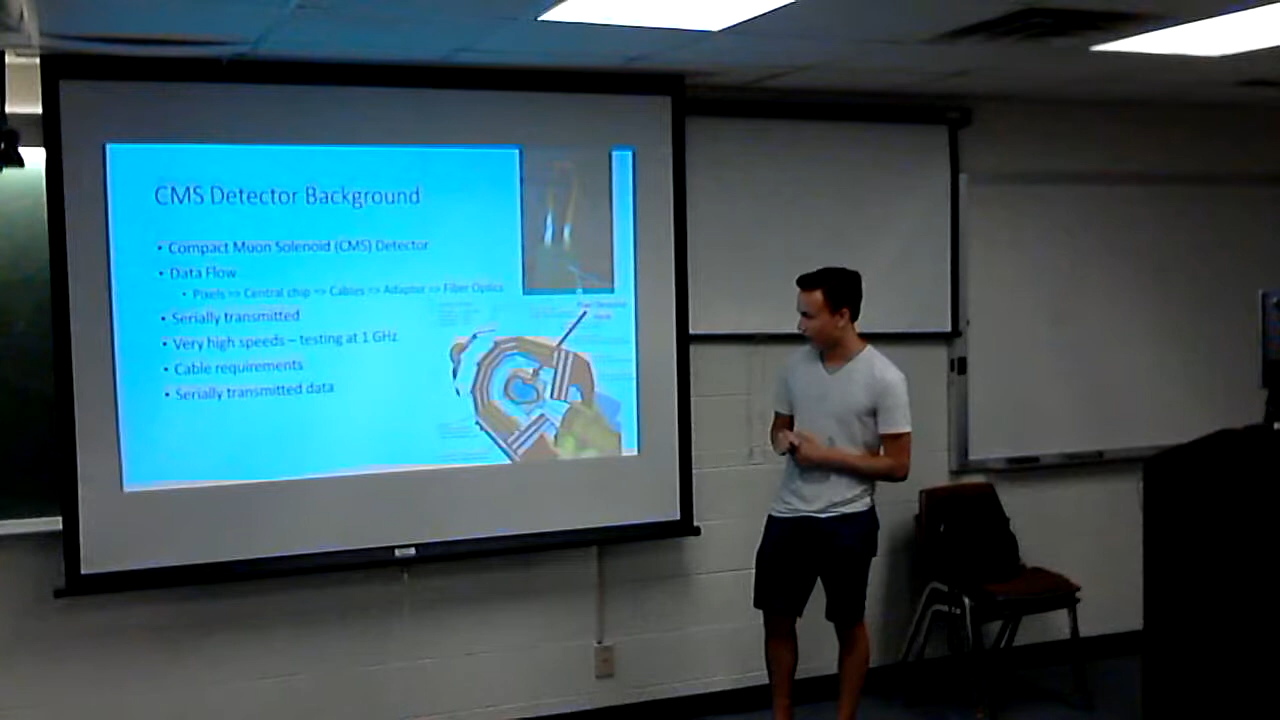 CMS Detector Background
• Compact Muon Solenoid (CMS) Detector
• Data Flow
• Pixels => Central chip => Cables => Adaptor => Fiber Optics
• Serially transmitted
• Very high speeds – testing at 1 GHz
• Cable requirements
• Serially transmitted data